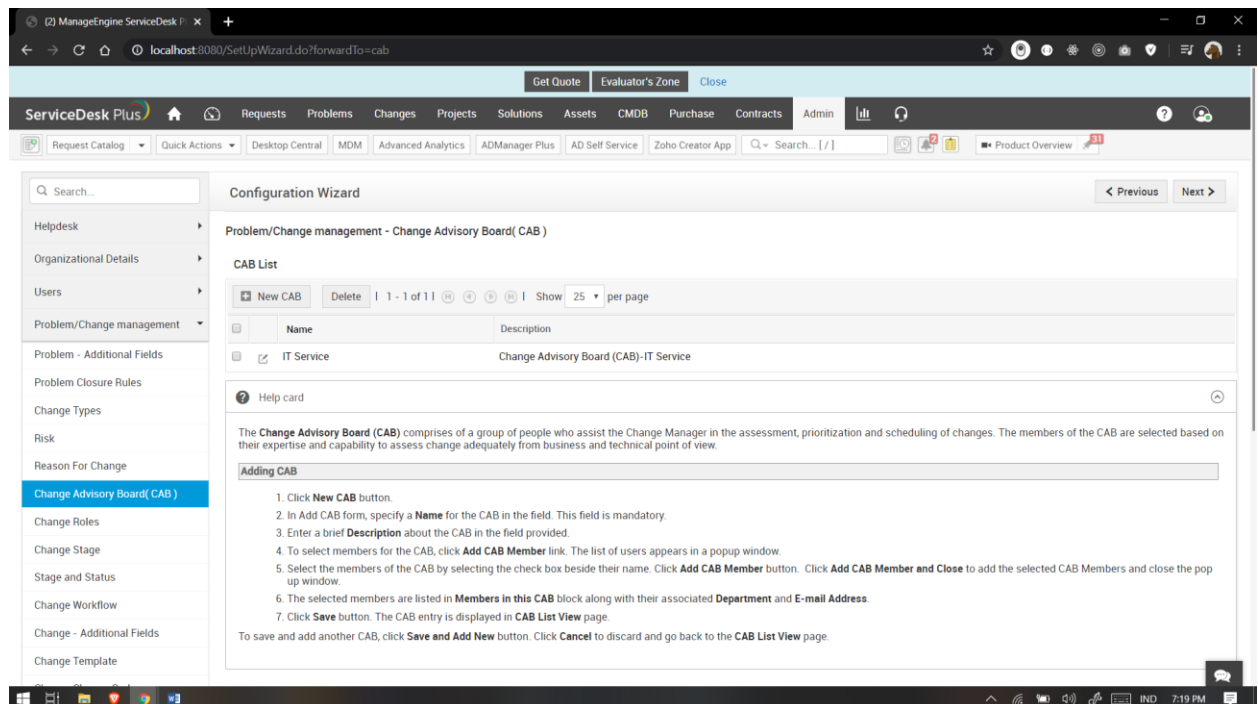 (2) ManageEngine ServiceDesk Pl
localhost:8080/SetUpWizard.do?forwardTo=cab
Get Quote Evaluator's Zone Close
ServiceDesk Plus Requests Problems Changes Projects Solutions Assets CMDB Purchase Contracts Admin
Request Catalog Quick Actions Desktop Central MDM Advanced Analytics ADManager Plus AD Self Service Zoho Creator App Search... [ / ] 2 Product Overview 31
Search...
Helpdesk
Organizational Details
Users
Problem/Change management
Problem - Additional Fields
Problem Closure Rules
Change Types
Risk
Reason For Change
Change Advisory Board( CAB )
Change Roles
Change Stage
Stage and Status
Change Workflow
Change - Additional Fields
Change Template
Configuration Wizard
Previous Next
Problem/Change management - Change Advisory Board( CAB )
CAB List
New CAB Delete | 1 - 1 of 1 | | Show 25 per page
Name Description
IT Service Change Advisory Board (CAB)-IT Service
Help card
The Change Advisory Board (CAB) comprises of a group of people who assist the Change Manager in the assessment, prioritization and scheduling of changes. The members of the CAB are selected based on
their expertise and capability to assess change adequately from business and technical point of view.
Adding CAB
1. Click New CAB button.
2. In Add CAB form, specify a Name for the CAB in the field. This field is mandatory.
3. Enter a brief Description about the CAB in the field provided.
4. To select members for the CAB, click Add CAB Member link. The list of users appears in a popup window.
5. Select the members of the CAB by selecting the check box beside their name. Click Add CAB Member button. Click Add CAB Member and Close to add the selected CAB Members and close the pop
up window.
6. The selected members are listed in Members in this CAB block along with their associated Department and E-mail Address.
7. Click Save button. The CAB entry is displayed in CAB List View page.
To save and add another CAB, click Save and Add New button. Click Cancel to discard and go back to the CAB List View page.
IND 7:19 PM